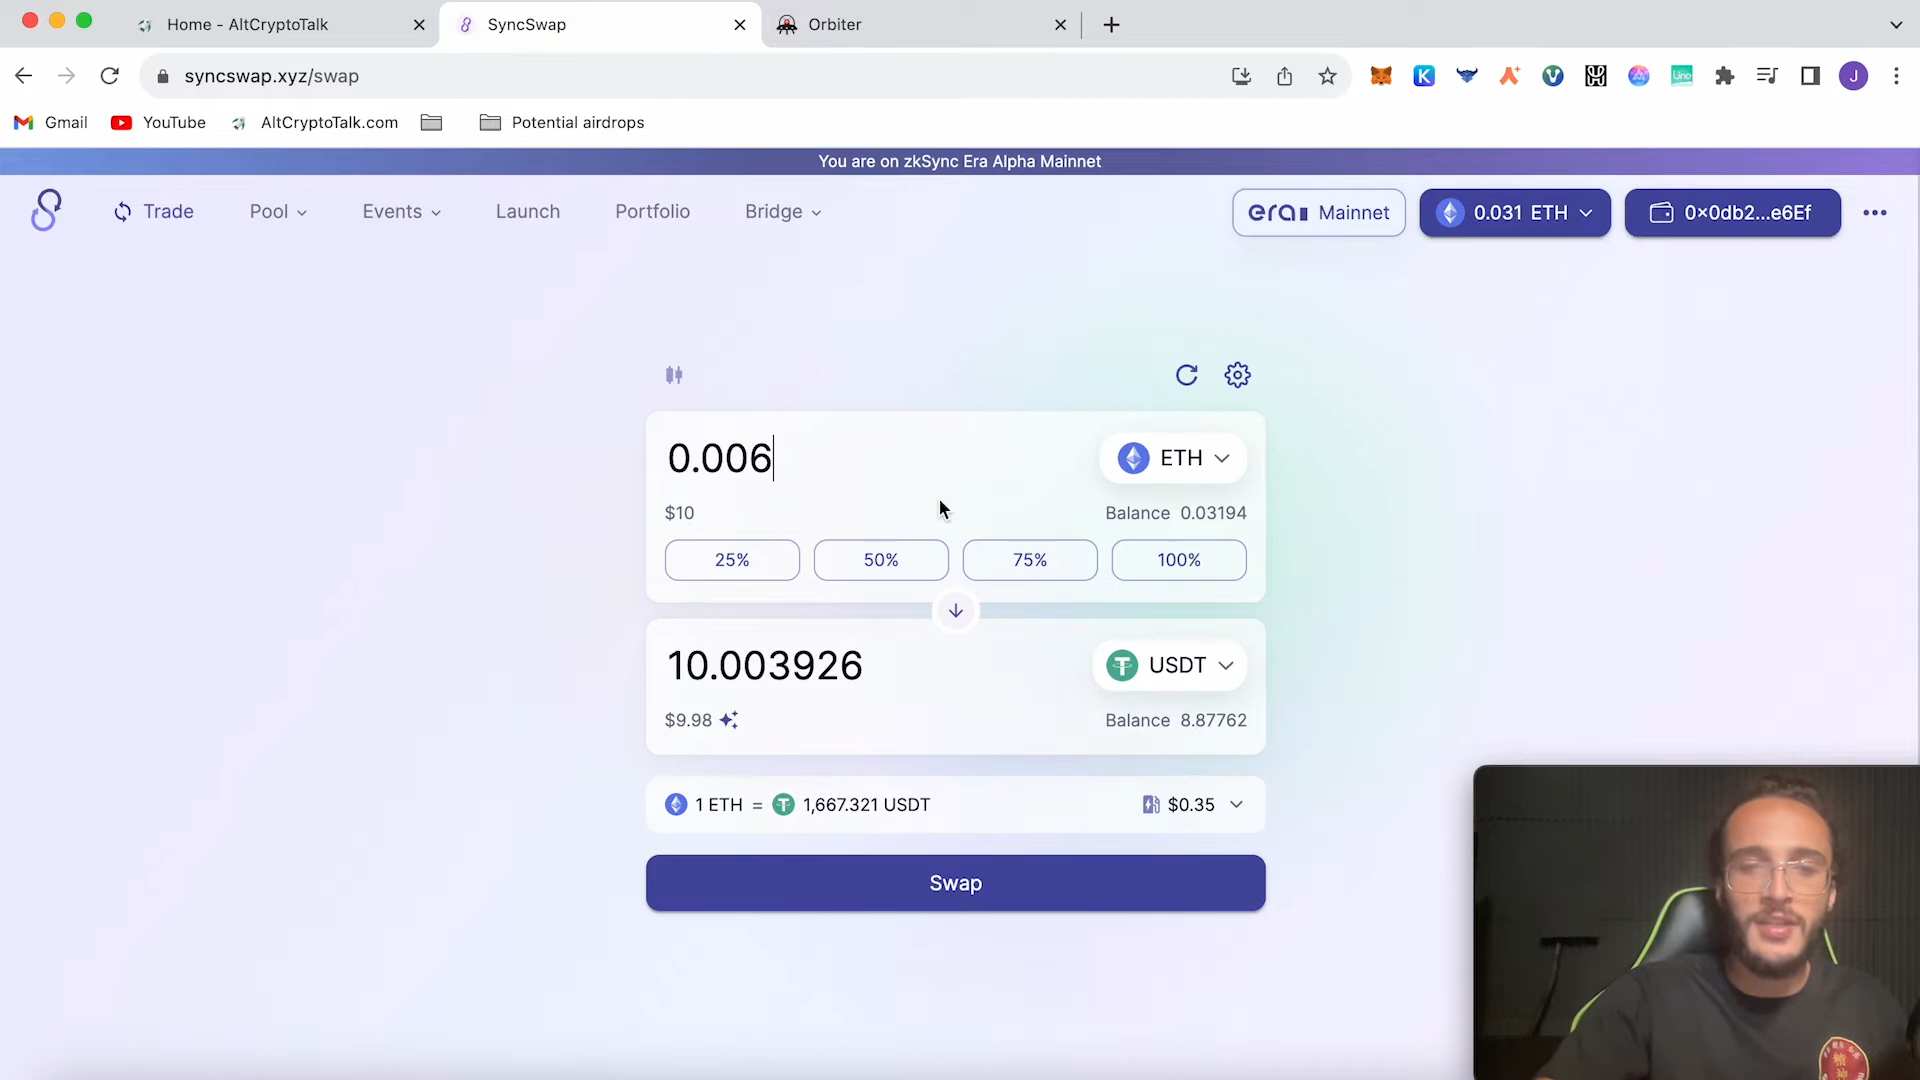 Home - AltCryptoTalk
SyncSwap
Orbiter
syncswap.xyz/swap
J
Gmail
YouTube
AltCryptoTalk.com
Potential airdrops
You are on zkSync Era Alpha Mainnet
Trade
Pool
Events
Launch
Portfolio
Bridge
era Mainnet
0.031 ETH
0×0db2...e6Ef
0.006
ETH
$10
Balance 0.03194
25%
50%
75%
100%
10.003926
USDT
$9.98
Balance 8.87762
1 ETH = 1,667.321 USDT
$0.35
Swap